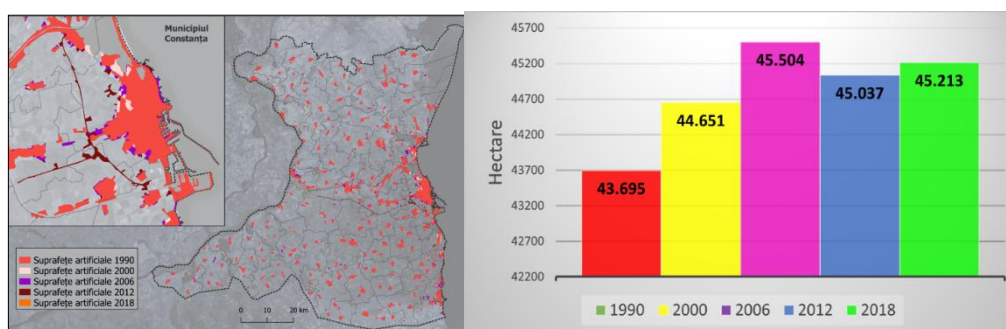 Municipiul
Constanța
Suprafețe artificiale 1990
Suprafețe artificiale 2000
Suprafețe artificiale 2006
Suprafețe artificiale 2012
Suprafețe artificiale 2018
0 10 20 km
Hectare
45700
45200
44700
44200
43700
43200
42700
42200
43.695
44.651
45.504
45.037
45.213
1990 2000 2006 2012 2018